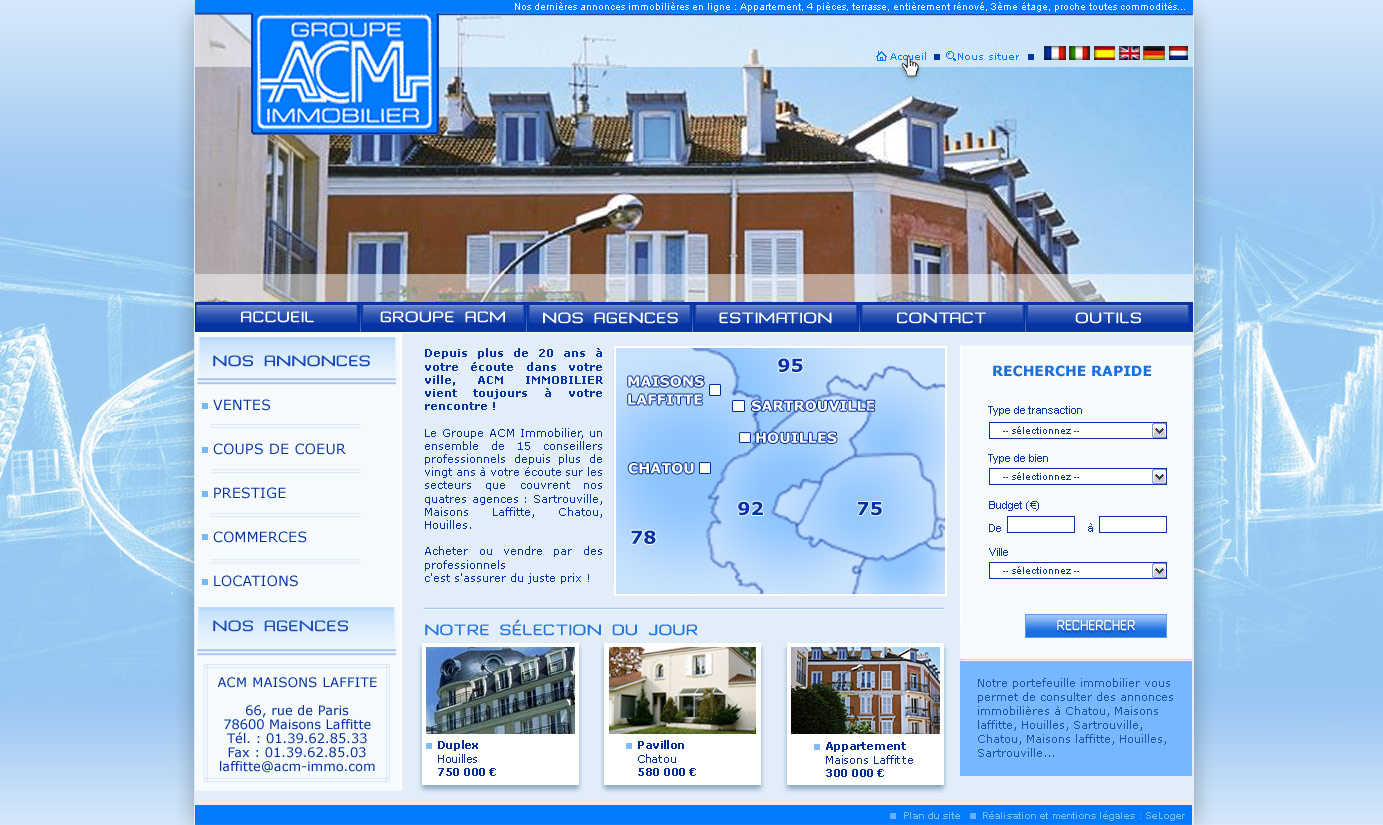 Nos dernières annonces immobilières en ligne : Appartement, 4 pièces, terrasse, entièrement rénové, 3ème étage, proche toutes commodités...
GROUPE
ACM
IMMOBILIER
Accueil
Nous situer
ACCUEIL
GROUPE ACM
NOS AGENCES
ESTIMATION
CONTACT
OUTILS
NOS ANNONCES
VENTES
COUPS DE COEUR
PRESTIGE
COMMERCES
LOCATIONS
NOS AGENCES
ACM MAISONS LAFFITE
66, rue de Paris
78600 Maisons Laffitte
Tél. : 01.39.62.85.33
Fax : 01.39.62.85.03
laffitte@acm-immo.com
Depuis plus de 20 ans à
votre écoute dans votre
ville, ACM IMMOBILIER
vient toujours à votre
rencontre !
Le Groupe ACM Immobilier, un
ensemble de 15 conseillers
professionnels depuis plus de
vingt ans à votre écoute sur les
secteurs que couvrent nos
quatre agences : Sartrouville,
Maisons Laffitte, Chatou,
Houilles.
Acheter ou vendre par des
professionnels
c'est s'assurer du juste prix !
95
MAISONS
LAFFITTE
SARTROUVILLE
HOUILLES
CHATOU
92
75
78
NOTRE SÉLECTION DU JOUR
Duplex
Houilles
750 000 €
Pavillon
Chatou
580 000 €
Appartement
Maisons Laffitte
300 000 €
RECHERCHE RAPIDE
Type de transaction
-- sélectionnez --
Type de bien
-- sélectionnez --
Budget (€)
De
à
Ville
-- sélectionnez --
RECHERCHER
Notre portefeuille immobilier vous
permet de consulter des annonces
immobilières à Chatou, Maisons
laffitte, Houilles, Sartrouville,
Chatou, Maisons laffitte, Houilles,
Sartrouville...
Plan du site
Réalisation et mentions légales : SeLoger